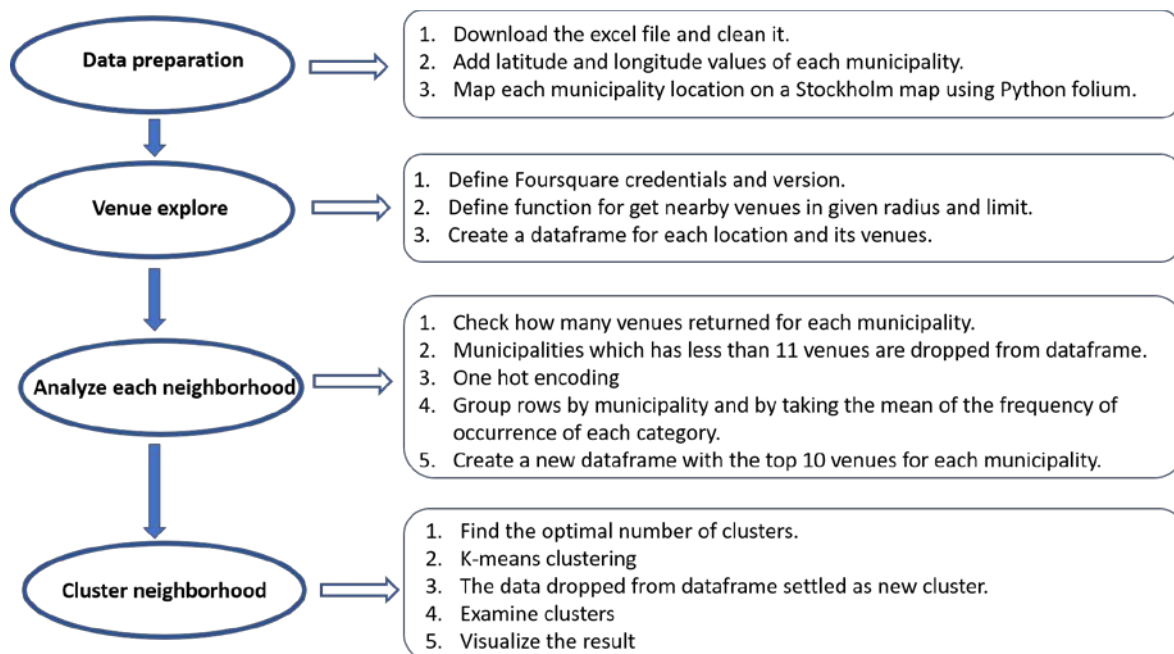 Data preparation
1. Download the excel file and clean it.
2. Add latitude and longitude values of each municipality.
3. Map each municipality location on a Stockholm map using Python folium.
Venue explore
1. Define Foursquare credentials and version.
2. Define function for get nearby venues in given radius and limit.
3. Create a dataframe for each location and its venues.
Analyze each neighborhood
1. Check how many venues returned for each municipality.
2. Municipalities which has less than 11 venues are dropped from dataframe.
3. One hot encoding
4. Group rows by municipality and by taking the mean of the frequency of
occurrence of each category.
5. Create a new dataframe with the top 10 venues for each municipality.
Cluster neighborhood
1. Find the optimal number of clusters.
2. K-means clustering
3. The data dropped from dataframe settled as new cluster.
4. Examine clusters
5. Visualize the result